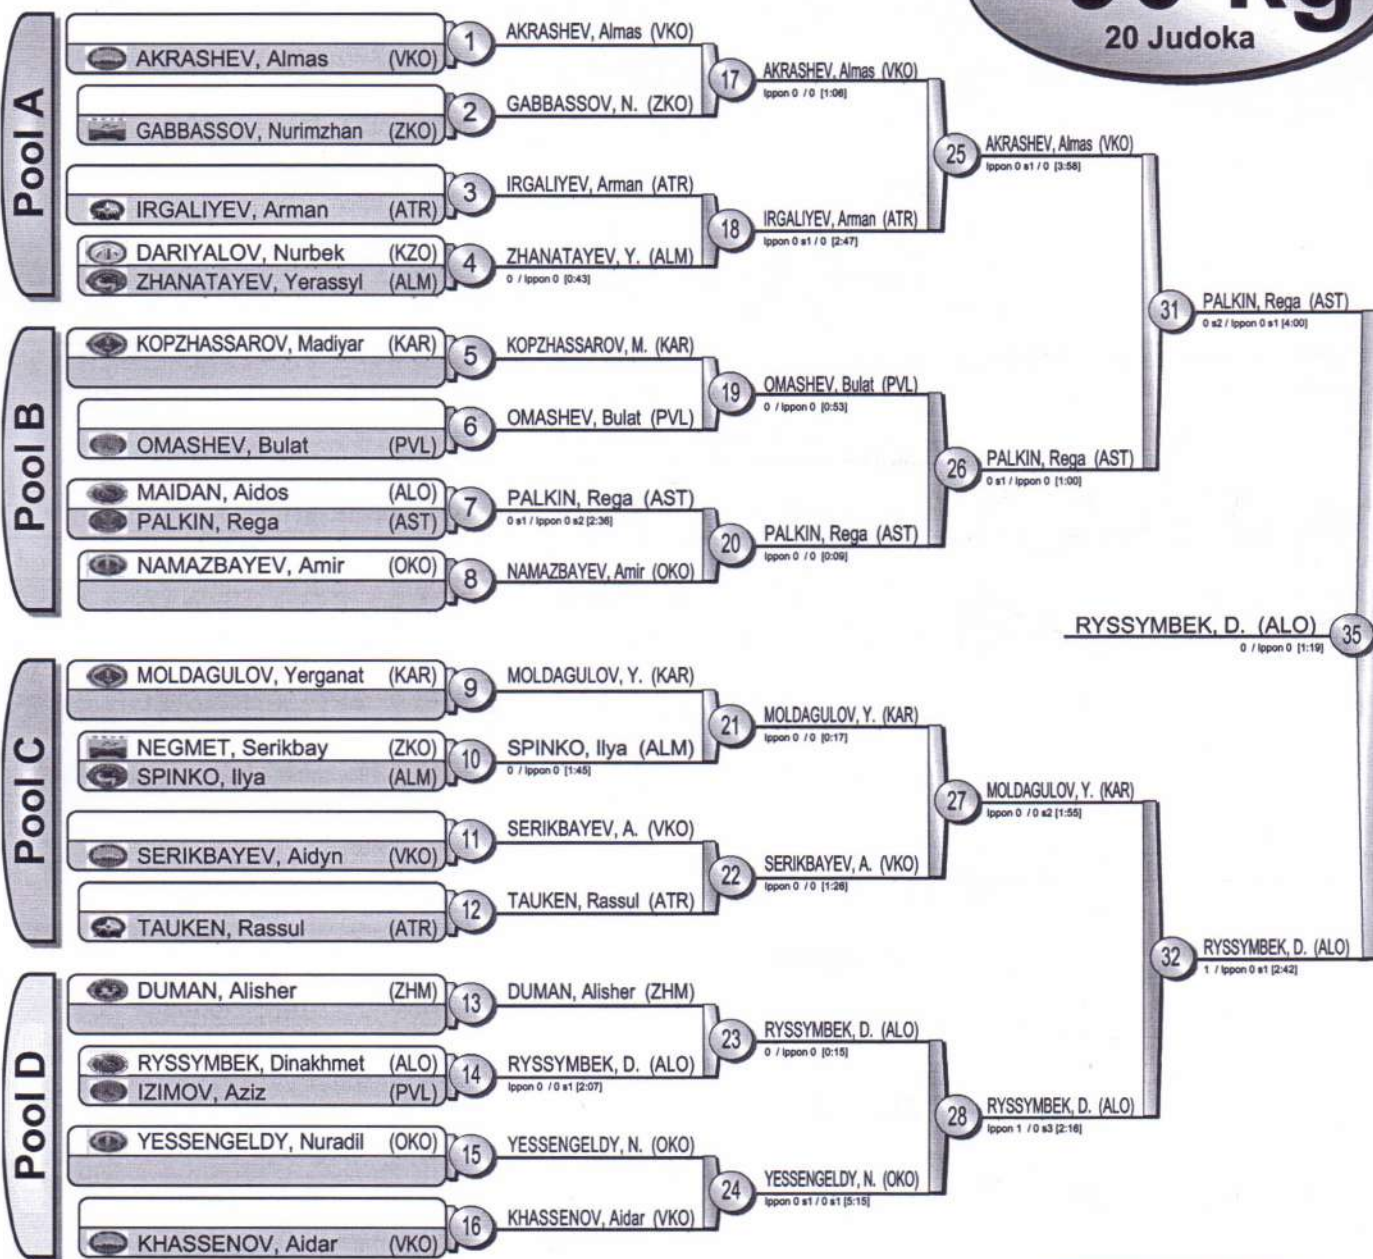 20 Judoka
Pool A
AKRASHEV, Almas (VKO)
1
GABBASSOV, Nurimzhan (ZKO)
2
IRGALIYEV, Arman (ATR)
3
DARIYALOV, Nurbek (KZO)
ZHANATAYEV, Yerassyl (ALM)
4
Pool B
KOPZHASSAROV, Madiyar (KAR)
5
OMASHEV, Bulat (PVL)
6
MAIDAN, Aidos (ALO)
PALKIN, Rega (AST)
7
NAMAZBAYEV, Amir (OKO)
8
Pool C
MOLDAGULOV, Yerganat (KAR)
9
NEGMET, Serikbay (ZKO)
SPINKO, Ilya (ALM)
10
SERIKBAYEV, Aidyn (VKO)
11
TAUKEN, Rassul (ATR)
12
Pool D
DUMAN, Alisher (ZHM)
13
RYSSYMBEK, Dinakhmet (ALO)
IZIMOV, Aziz (PVL)
14
YESSENGELDY, Nuradil (OKO)
15
KHASSENOV, Aidar (VKO)
16
AKRASHEV, Almas (VKO)
GABBASSOV, N. (ZKO)
17
IRGALIYEV, Arman (ATR)
ZHANATAYEV, Y. (ALM)
0 / Ippon 0 [0:43]
18
KOPZHASSAROV, M. (KAR)
OMASHEV, Bulat (PVL)
19
PALKIN, Rega (AST)
0 s1 / Ippon 0 s2 [2:36]
NAMAZBAYEV, Amir (OKO)
20
MOLDAGULOV, Y. (KAR)
SPINKO, Ilya (ALM)
0 / Ippon 0 [1:45]
21
SERIKBAYEV, A. (VKO)
TAUKEN, Rassul (ATR)
22
DUMAN, Alisher (ZHM)
RYSSYMBEK, D. (ALO)
Ippon 0 / 0 s1 [2:07]
23
YESSENGELDY, N. (OKO)
KHASSENOV, Aidar (VKO)
24
AKRASHEV, Almas (VKO)
Ippon 0 / 0 [1:06]
IRGALIYEV, Arman (ATR)
Ippon 0 s1 / 0 [2:47]
25
OMASHEV, Bulat (PVL)
0 / Ippon 0 [0:53]
PALKIN, Rega (AST)
Ippon 0 / 0 [0:09]
26
MOLDAGULOV, Y. (KAR)
Ippon 0 / 0 [0:17]
SERIKBAYEV, A. (VKO)
Ippon 0 / 0 [1:26]
27
RYSSYMBEK, D. (ALO)
0 / Ippon 0 [0:15]
YESSENGELDY, N. (OKO)
Ippon 0 s1 / 0 s1 [5:15]
28
AKRASHEV, Almas (VKO)
Ippon 0 s1 / 0 [3:58]
PALKIN, Rega (AST)
0 s1 / Ippon 0 [1:00]
31
MOLDAGULOV, Y. (KAR)
Ippon 0 / 0 s2 [1:55]
RYSSYMBEK, D. (ALO)
Ippon 1 / 0 s3 [2:16]
32
PALKIN, Rega (AST)
0 s2 / Ippon 0 s1 [4:00]
RYSSYMBEK, D. (ALO)
1 / Ippon 0 s1 [2:42]
35
RYSSYMBEK, D. (ALO)
0 / Ippon 0 [1:19]